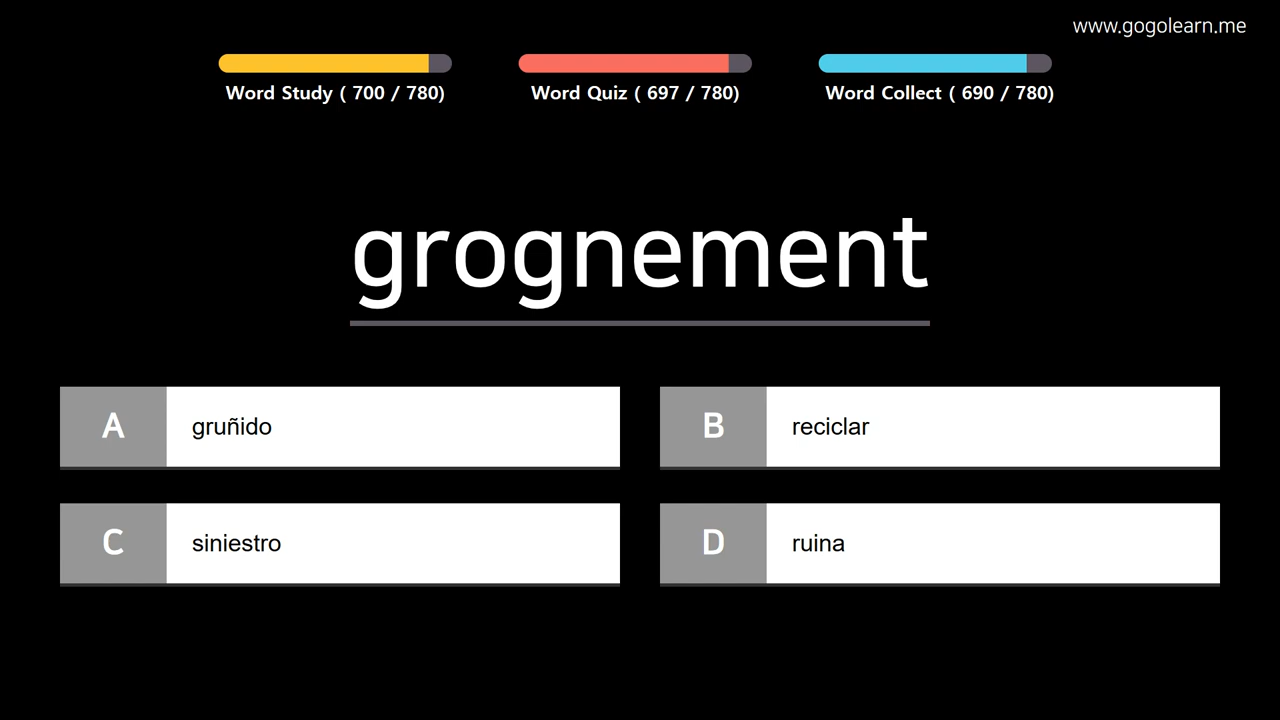 www.gogolearn.me
Word Study ( 700 / 780)
Word Quiz ( 697 / 780)
Word Collect ( 690 / 780)
grognement
A gruñido
B reciclar
C siniestro
D ruina